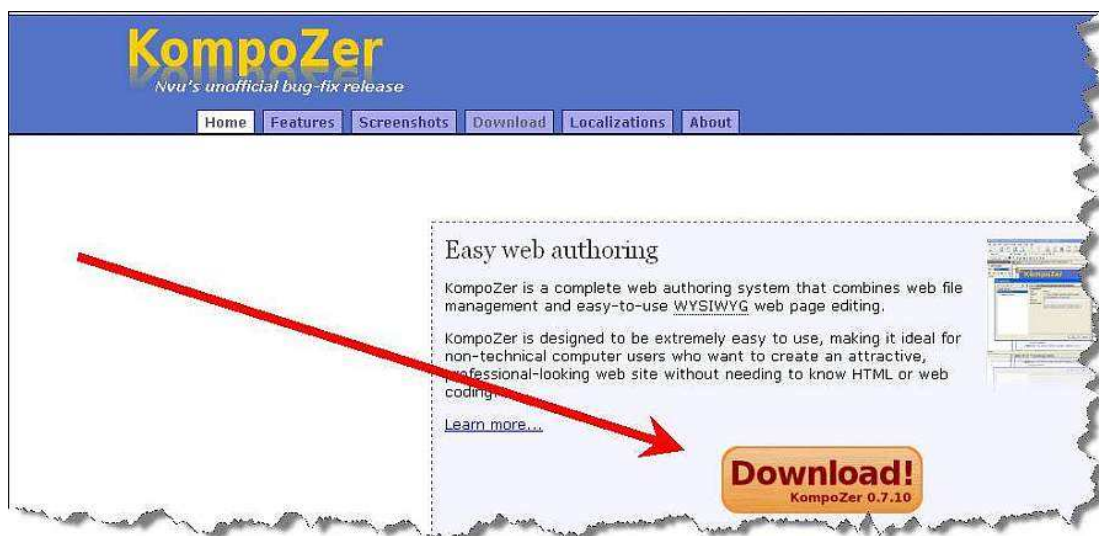 KompoZer
Nvu's unofficial bug-fix release
Home Features Screenshots Download Localizations About
Easy web authoring
KompoZer is a complete web authoring system that combines web file
management and easy-to-use WYSIWYG web page editing.
KompoZer is designed to be extremely easy to use, making it ideal for
non-technical computer users who want to create an attractive,
professional-looking web site without needing to know HTML or web
coding.
Learn more...
Download!
KompoZer 0.7.10